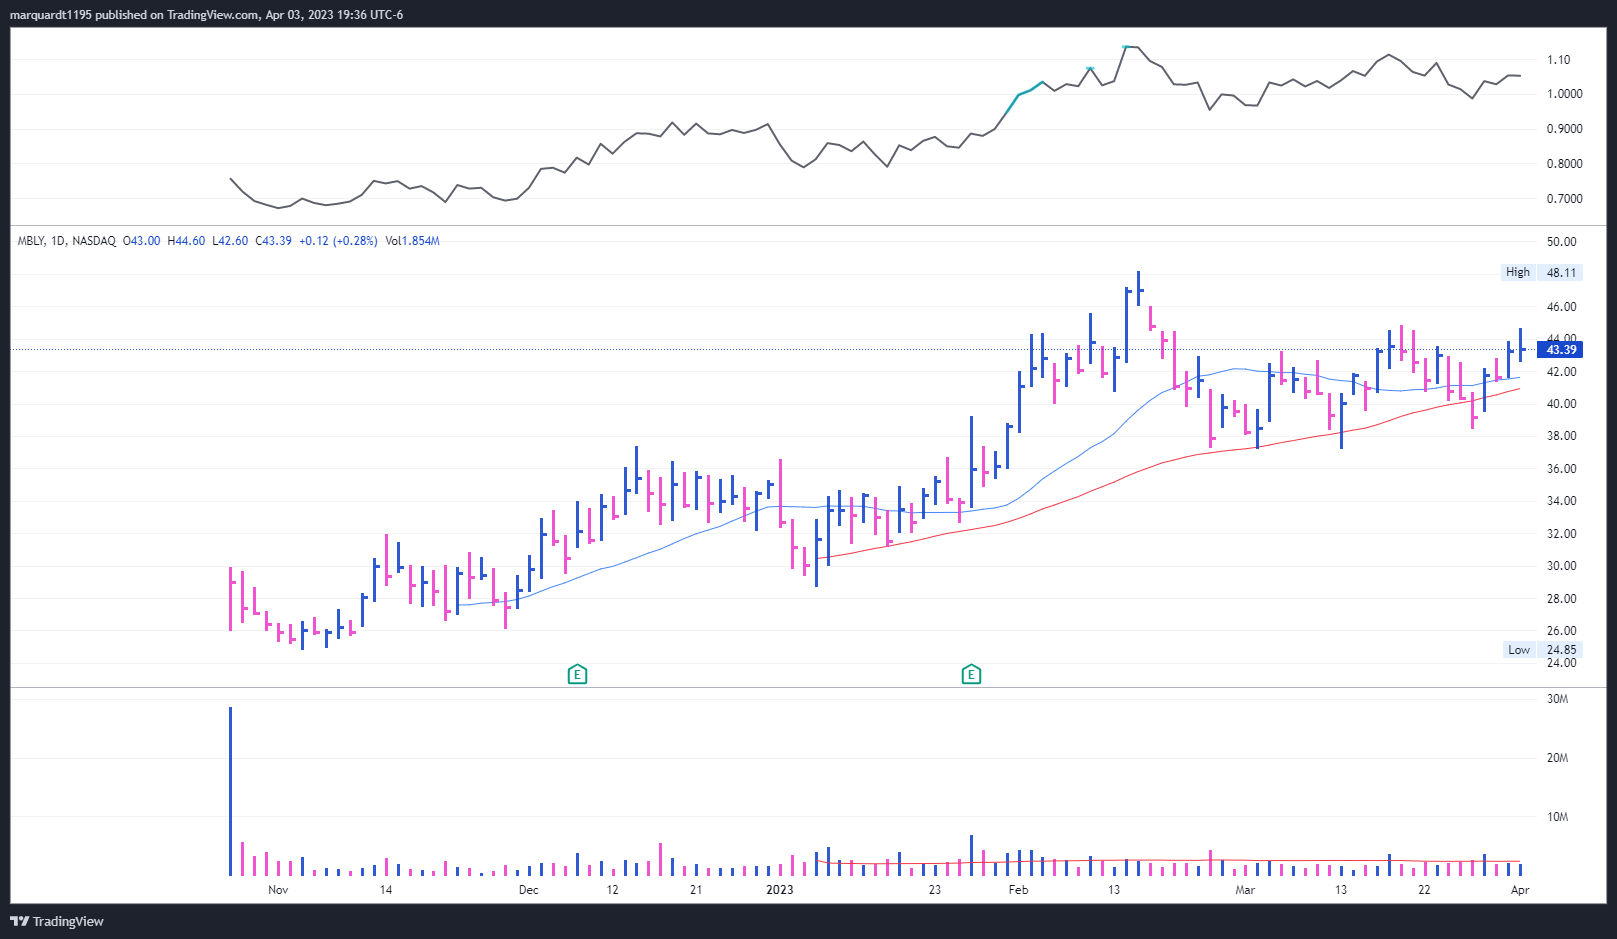 marquardt1195 published on TradingView.com, Apr 03, 2023 19:36 UTC-6
1.10
1.0000
0.9000
0.8000
0.7000
MBLY, 1D, NASDAQ O43.00 H44.60 L42.60 C43.39 +0.12 (+0.28%) Vol1.854M
50.00
High 48.11
46.00
44.00
43.39
42.00
40.00
38.00
36.00
34.00
32.00
30.00
28.00
26.00
Low 24.85
24.00
E E
30M
20M
10M
Nov 14 Dec 12 21 2023 23 Feb 13 Mar 13 22 Apr
TradingView